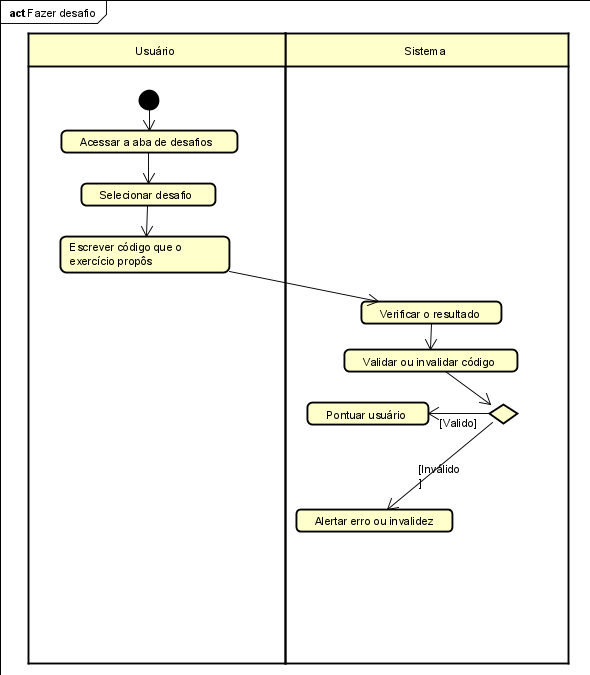 act Fazer desafio
Usuário
Sistema
Acessar a aba de desafios
Selecionar desafio
Escrever código que o
exercício propôs
Verificar o resultado
Validar ou invalidar código
Pontuar usuário
[Valido]
[Inválido
]
Alertar erro ou invalidez